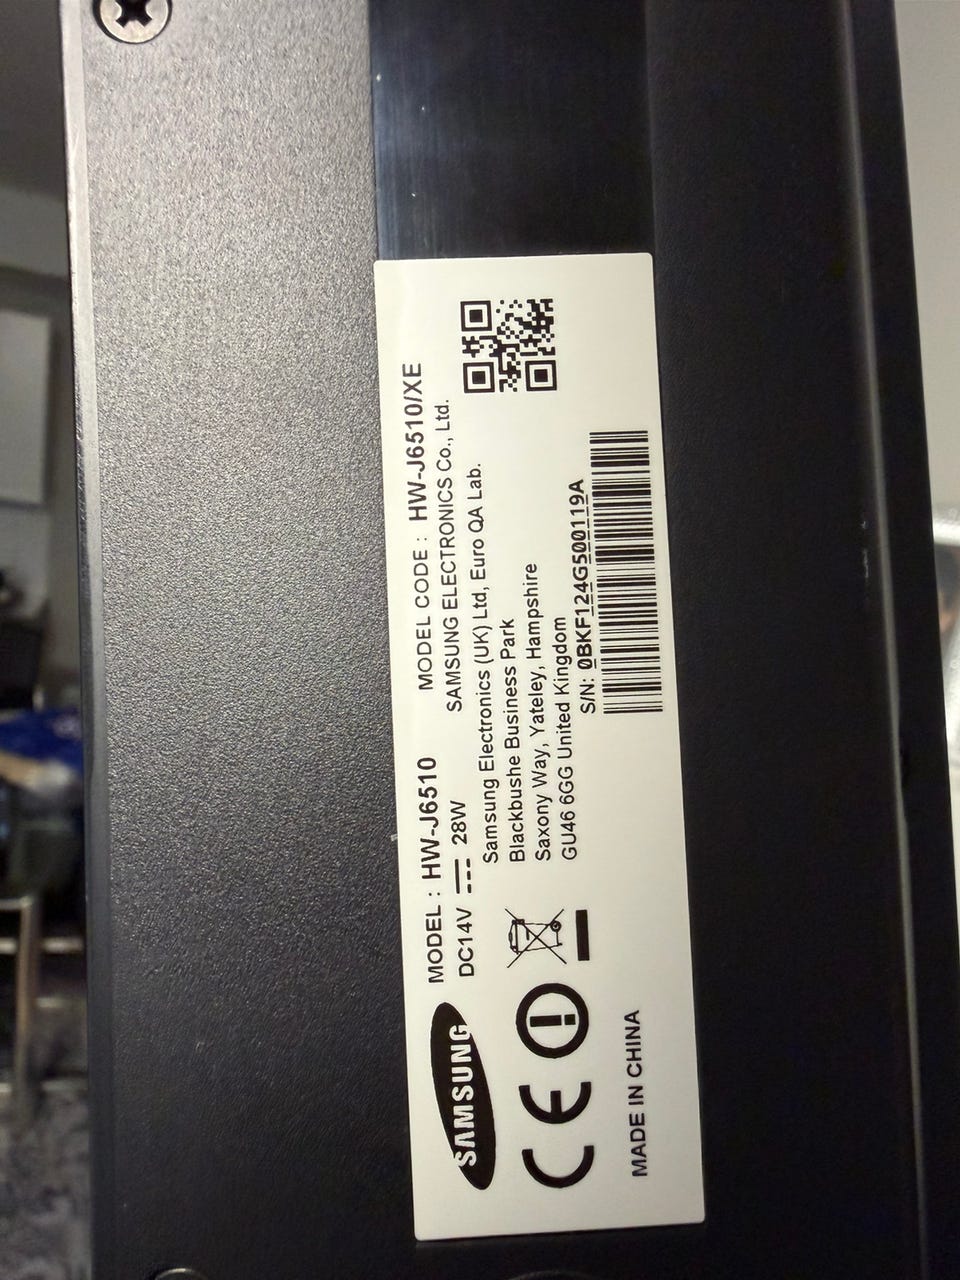 SAMSUNG
MODEL : HW-J6510
DC14V ⎓ 28W
MODEL CODE : HW-J6510/XE
SAMSUNG ELECTRONICS Co., Ltd.
Samsung Electronics (UK) Ltd, Euro QA Lab.
Blackbushe Business Park
Saxony Way, Yateley, Hampshire
GU46 6GG United Kingdom
S/N: 0BKF124G500119A
CE
MADE IN CHINA